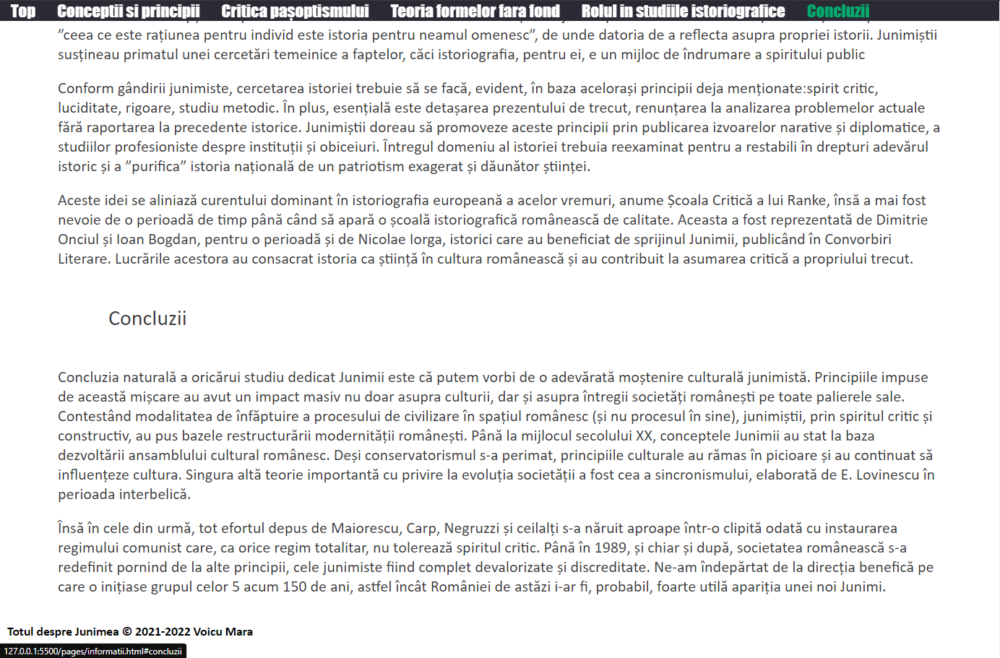 Top Conceptii si principii Critica pașoptismului Teoria formelor fara fond Rolul in studiile istoriografice Concluzii
”ceea ce este rațiunea pentru individ este istoria pentru neamul omenesc”, de unde datoria de a reflecta asupra propriei istorii. Junimiștii
susțineau primatul unei cercetări temeinice a faptelor, căci istoriografia, pentru ei, e un mijloc de îndrumare a spiritului public
Conform gândirii junimiste, cercetarea istoriei trebuie să se facă, evident, în baza acelorași principii deja menționate:spirit critic,
luciditate, rigoare, studiu metodic. În plus, esențială este detașarea prezentului de trecut, renunțarea la analizarea problemelor actuale
fără raportarea la precedente istorice. Junimiștii doreau să promoveze aceste principii prin publicarea izvoarelor narative și diplomatice, a
studiilor profesioniste despre instituții și obiceiuri. Întregul domeniu al istoriei trebuia reexaminat pentru a restabili în drepturi adevărul
istoric și a ”purifica” istoria națională de un patriotism exagerat și dăunător științei.
Aceste idei se aliniază curentului dominant în istoriografia europeană a acelor vremuri, anume Școala Critică a lui Ranke, însă a mai fost
nevoie de o perioadă de timp până când să apară o școală istoriografică românească de calitate. Aceasta a fost reprezentată de Dimitrie
Onciul și Ioan Bogdan, pentru o perioadă și de Nicolae Iorga, istorici care au beneficiat de sprijinul Junimii, publicând în Convorbiri
Literare. Lucrările acestora au consacrat istoria ca știință în cultura românească și au contribuit la asumarea critică a propriului trecut.
Concluzii
Concluzia naturală a oricărui studiu dedicat Junimii este că putem vorbi de o adevărată moștenire culturală junimistă. Principiile impuse
de această mișcare au avut un impact masiv nu doar asupra culturii, dar și asupra întregii societăți românești pe toate palierele sale.
Contestând modalitatea de înfăptuire a procesului de civilizare în spațiul românesc (și nu procesul în sine), junimiștii, prin spiritul critic și
constructiv, au pus bazele restructurării modernității românești. Până la mijlocul secolului XX, conceptele Junimii au stat la baza
dezvoltării ansamblului cultural românesc. Deși conservatorismul s-a perimat, principiile culturale au rămas în picioare și au continuat să
influențeze cultura. Singura altă teorie importantă cu privire la evoluția societății a fost cea a sincronismului, elaborată de E. Lovinescu în
perioada interbelică.
Însă în cele din urmă, tot efortul depus de Maiorescu, Carp, Negruzzi și ceilalți s-a năruit aproape într-o clipită odată cu instaurarea
regimului comunist care, ca orice regim totalitar, nu tolerează spiritul critic. Până în 1989, și chiar și după, societatea românească s-a
redefinit pornind de la alte principii, cele junimiste fiind complet devalorizate și discreditate. Ne-am îndepărtat de la direcția benefică pe
care o inițiase grupul celor 5 acum 150 de ani, astfel încât României de astăzi i-ar fi, probabil, foarte utilă apariția unei noi Junimi.
Totul despre Junimea © 2021-2022 Voicu Mara
127.0.0.1:5500/pages/informatii.html#concluzii